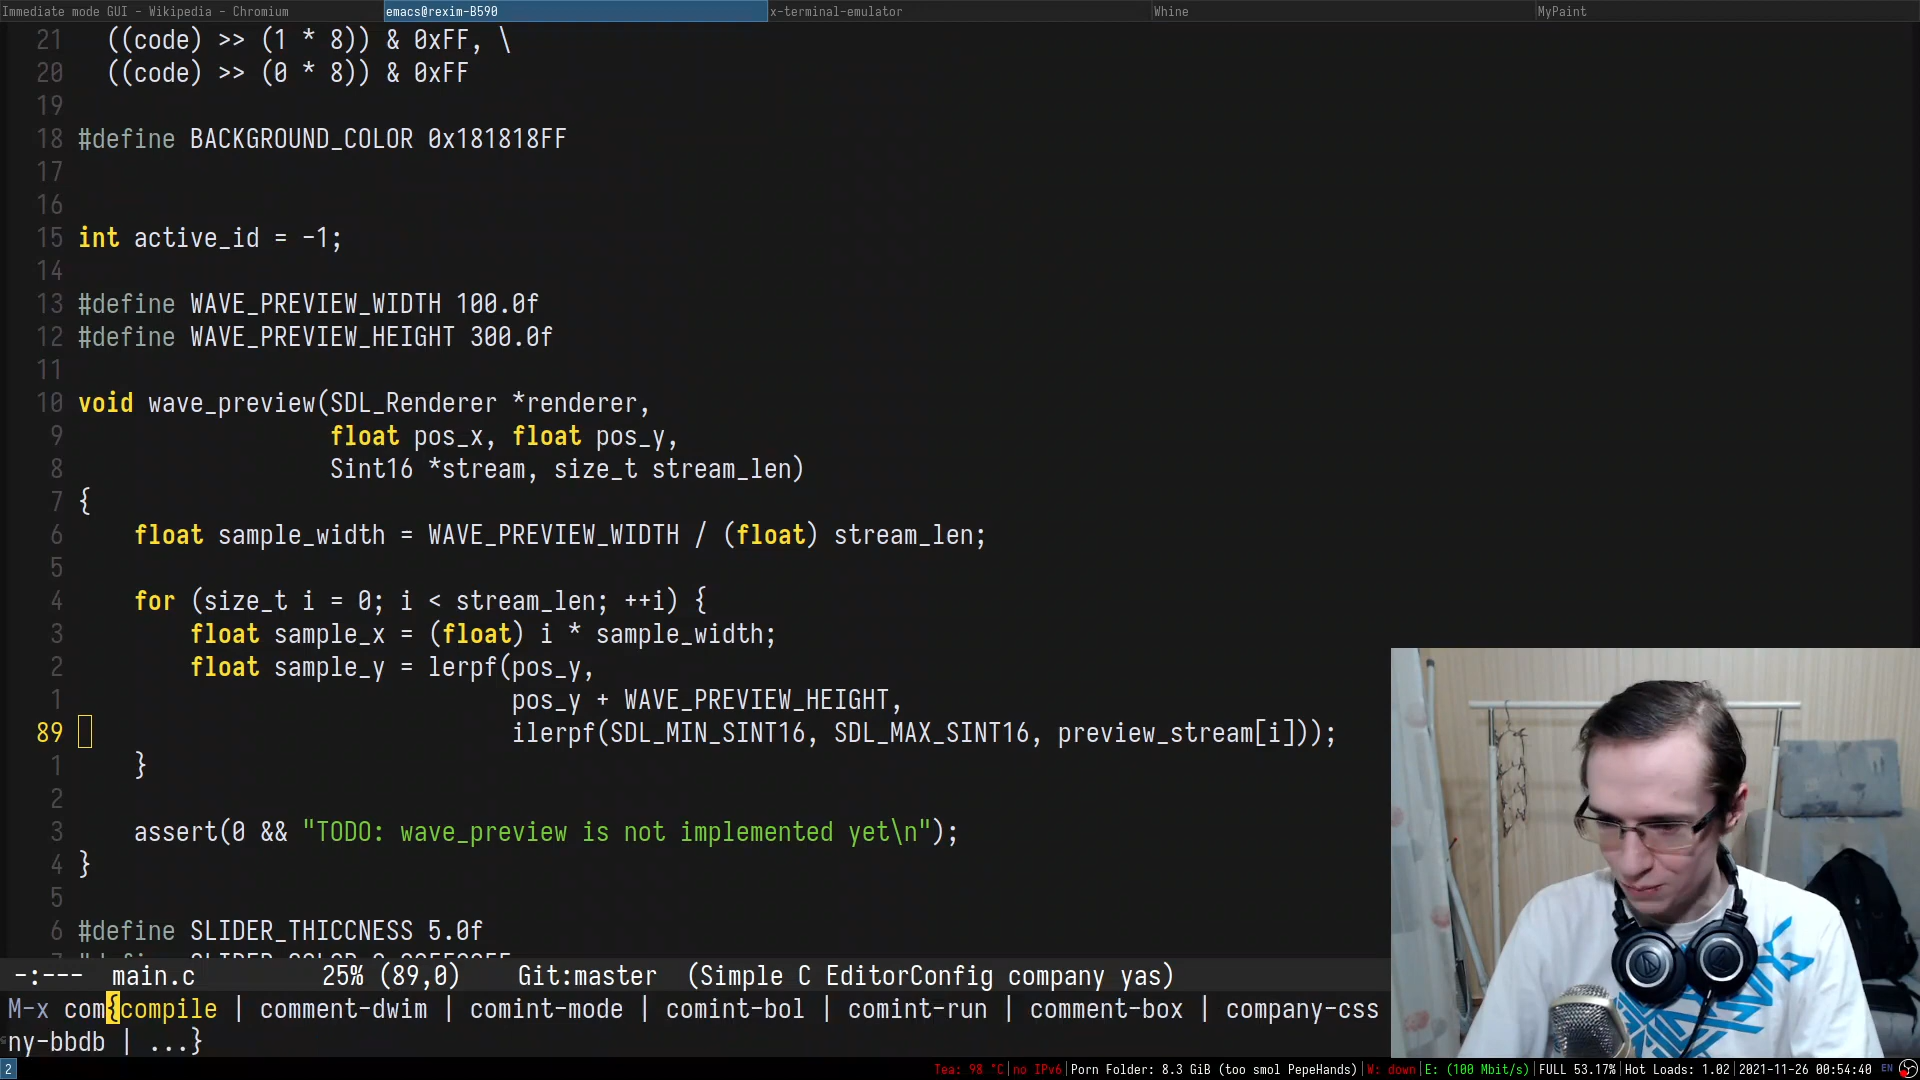 Immediate mode GUI - Wikipedia - Chromium emacs@rexim-B590 x-terminal-emulator Whine MyPaint
21 ((code) >> (1 * 8)) & 0xFF, \
20 ((code) >> (0 * 8)) & 0xFF
19
18 #define BACKGROUND_COLOR 0x181818FF
17
16
15 int active_id = -1;
14
13 #define WAVE_PREVIEW_WIDTH 100.0f
12 #define WAVE_PREVIEW_HEIGHT 300.0f
11
10 void wave_preview(SDL_Renderer *renderer,
9 float pos_x, float pos_y,
8 Sint16 *stream, size_t stream_len)
7 {
6 float sample_width = WAVE_PREVIEW_WIDTH / (float) stream_len;
5
4 for (size_t i = 0; i < stream_len; ++i) {
3 float sample_x = (float) i * sample_width;
2 float sample_y = lerpf(pos_y,
1 pos_y + WAVE_PREVIEW_HEIGHT,
89 ilerpf(SDL_MIN_SINT16, SDL_MAX_SINT16, preview_stream[i]));
1 }
2
3 assert(0 && "TODO: wave_preview is not implemented yet\n");
4 }
5
6 #define SLIDER_THICCNESS 5.0f
-:--- main.c 25% (89,0) Git:master (Simple C EditorConfig company yas)
M-x com{compile | comment-dwim | comint-mode | comint-bol | comint-run | comment-box | company-css
ny-bbdb | ...}
2 Tea: 98 °C|no IPv6|Porn Folder: 8.3 GiB (too smol PepeHands)|W: down|E: (100 Mbit/s)|FULL 53.17%|Hot Loads: 1.02|2021-11-26 00:54:40 EN